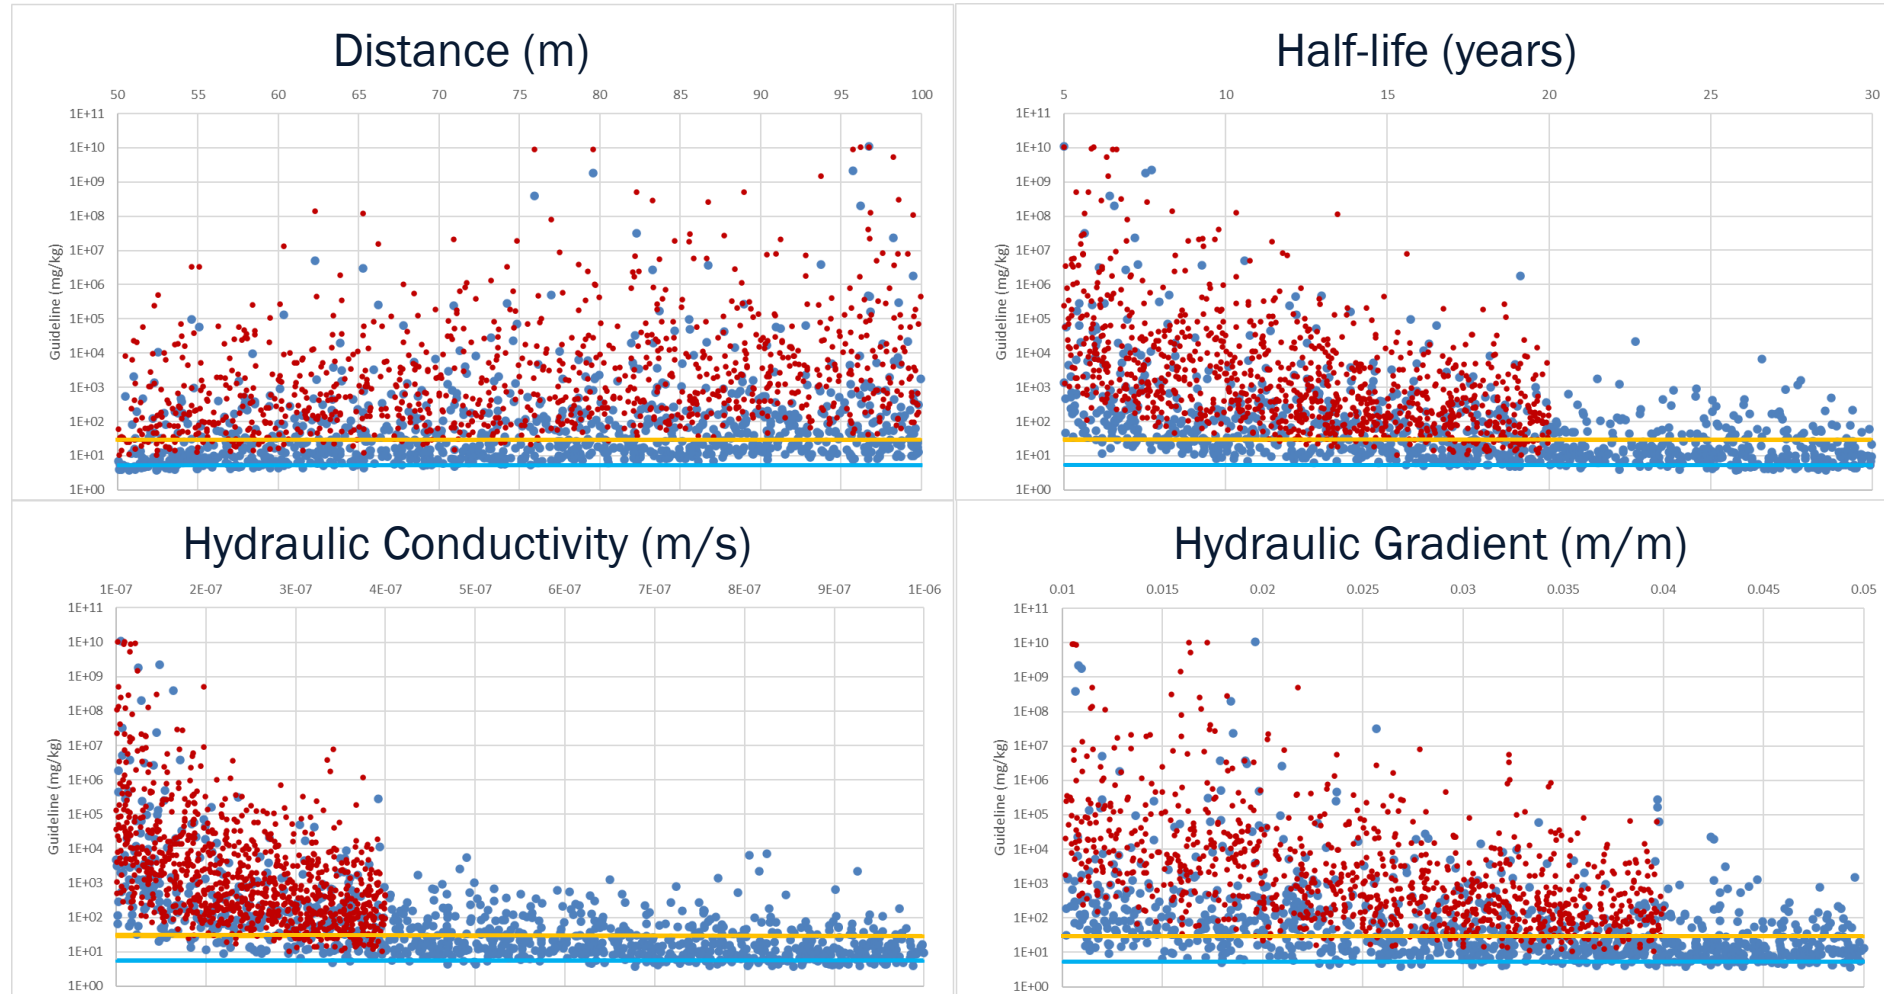 Distance (m)
50 55 60 65 70 75 80 85 90 95 100
1E+11
1E+10
1E+09
1E+08
1E+07
1E+06
1E+05
1E+04
1E+03
1E+02
1E+01
1E+00
Guideline (mg/kg)
Half-life (years)
5 10 15 20 25 30
1E+11
1E+10
1E+09
1E+08
1E+07
1E+06
1E+05
1E+04
1E+03
1E+02
1E+01
1E+00
Guideline (mg/kg)
Hydraulic Conductivity (m/s)
1E-07 2E-07 3E-07 4E-07 5E-07 6E-07 7E-07 8E-07 9E-07 1E-06
1E+11
1E+10
1E+09
1E+08
1E+07
1E+06
1E+05
1E+04
1E+03
1E+02
1E+01
1E+00
Guideline (mg/kg)
Hydraulic Gradient (m/m)
0.01 0.015 0.02 0.025 0.03 0.035 0.04 0.045 0.05
1E+11
1E+10
1E+09
1E+08
1E+07
1E+06
1E+05
1E+04
1E+03
1E+02
1E+01
1E+00
Guideline (mg/kg)